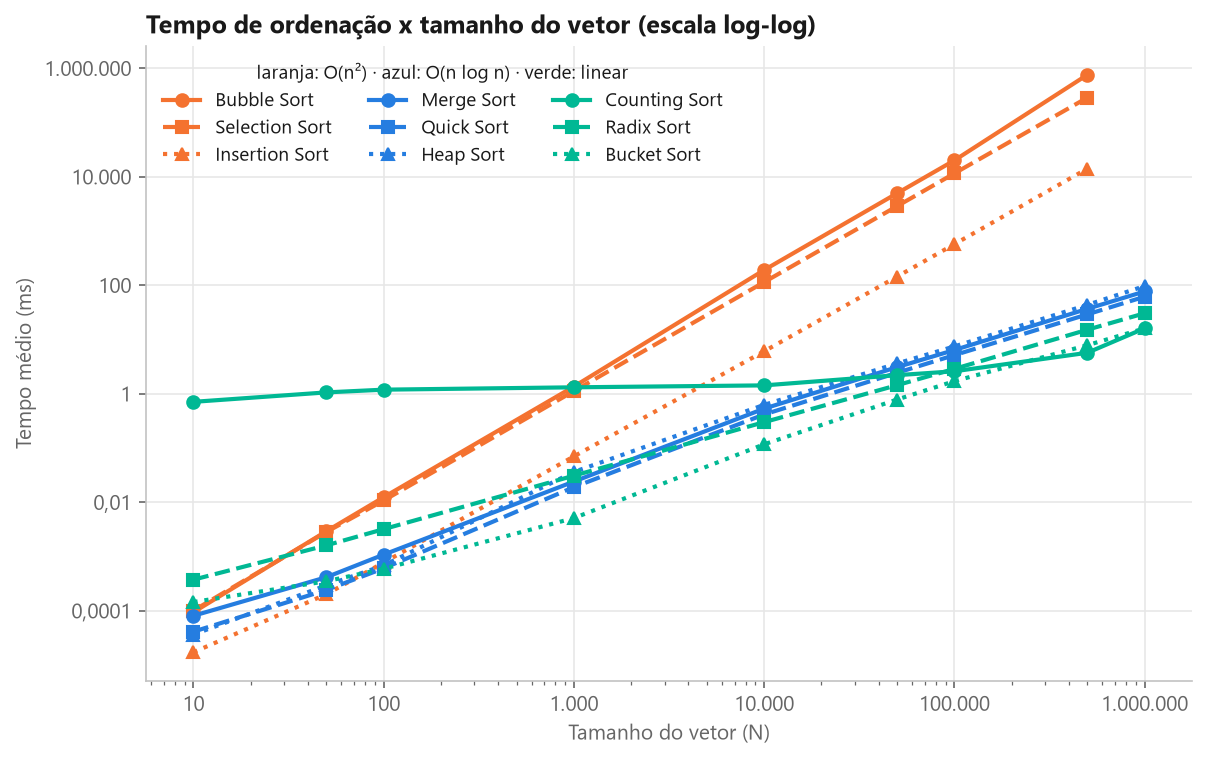 Tempo de ordenação x tamanho do vetor (escala log-log)
laranja: O(n²) · azul: O(n log n) · verde: linear
Bubble Sort
Selection Sort
Insertion Sort
Merge Sort
Quick Sort
Heap Sort
Counting Sort
Radix Sort
Bucket Sort
Tempo médio (ms)
1.000.000
10.000
100
1
0,01
0,0001
10
100
1.000
10.000
100.000
1.000.000
Tamanho do vetor (N)